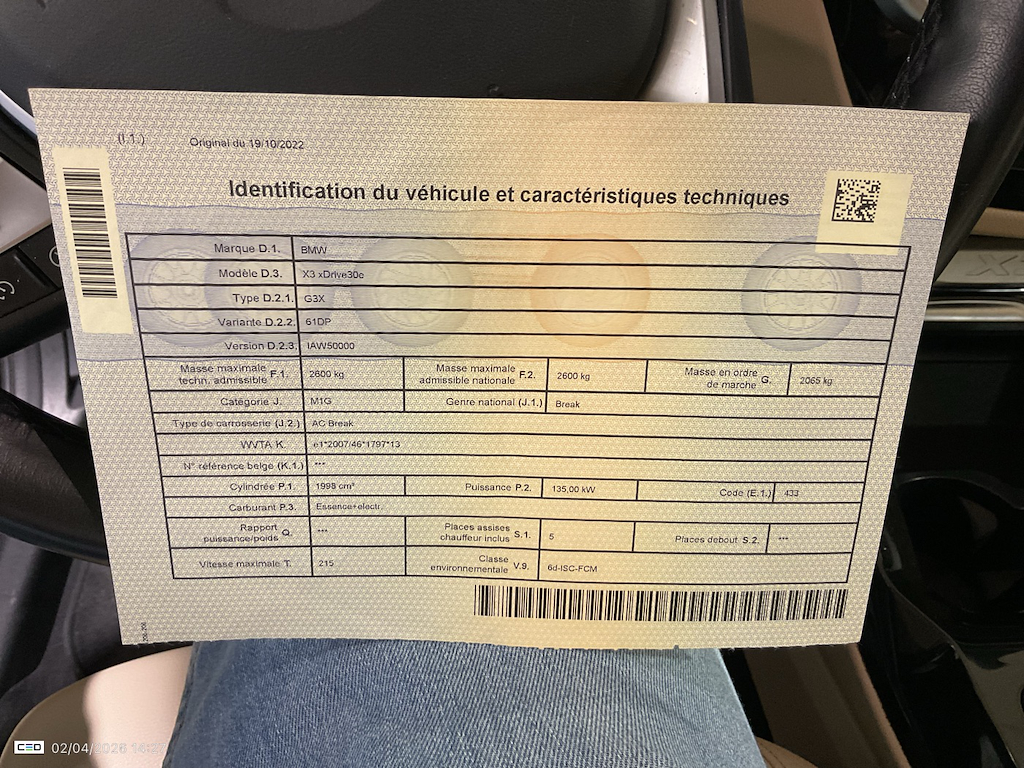 (I.1.) Original du 19/10/2022
Identification du véhicule et caractéristiques techniques
Marque D.1. BMW
Modèle D.3. X3 xDrive30e
Type D.2.1. G3X
Variante D.2.2. 61DP
Version D.2.3. IAW50000
Masse maximale techn. admissible F.1. 2600 kg Masse maximale admissible nationale F.2. 2600 kg Masse en ordre de marche G. 2065 kg
Catégorie J. M1G Genre national (J.1.) Break
Type de carrosserie (J.2.) AC Break
WVTA K. e1*2007/46*1797*13
N° référence belge (K.1.) ***
Cylindrée P.1. 1998 cm³ Puissance P.2. 135,00 kW Code (E.1.) 433
Carburant P.3. Essence+electr.
Rapport puissance/poids Q. *** Places assises chauffeur inclus S.1. 5 Places debout S.2. ***
Vitesse maximale T. 215 Classe environnementale V.9. 6d-ISC-FCM
02/04/2026